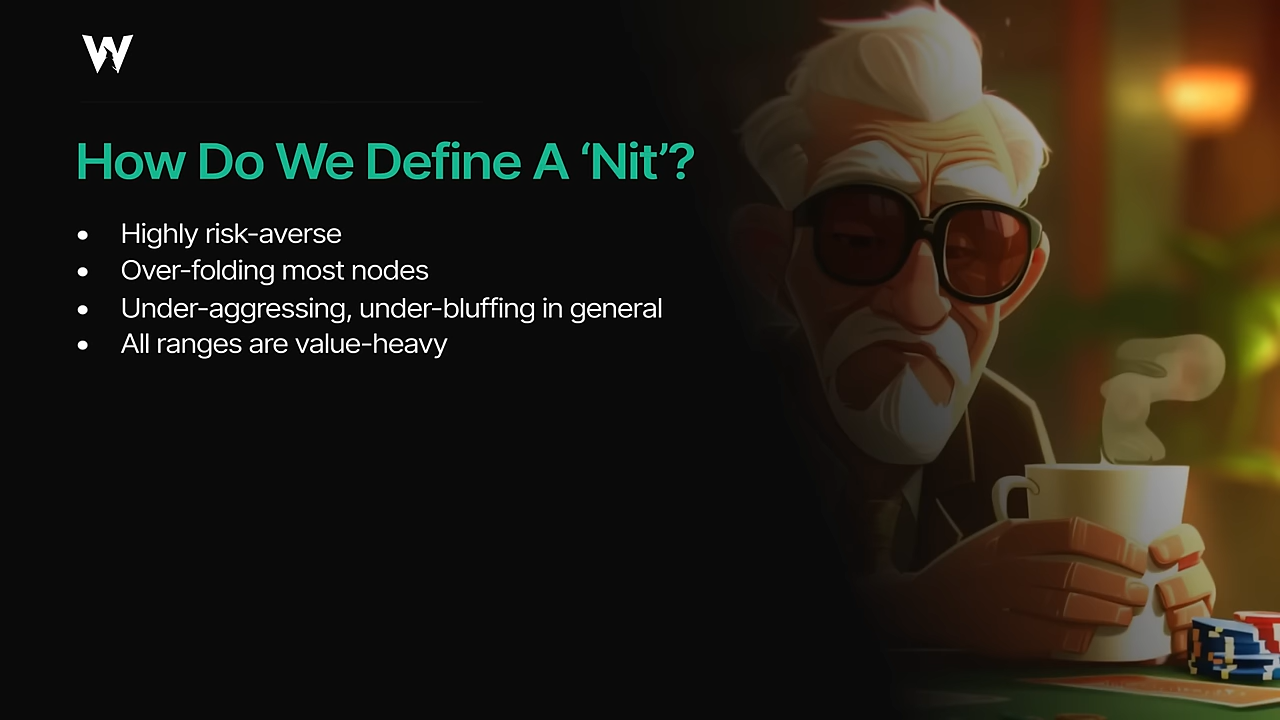 W
How Do We Define A ‘Nit’?
• Highly risk-averse
• Over-folding most nodes
• Under-aggressing, under-bluffing in general
• All ranges are value-heavy